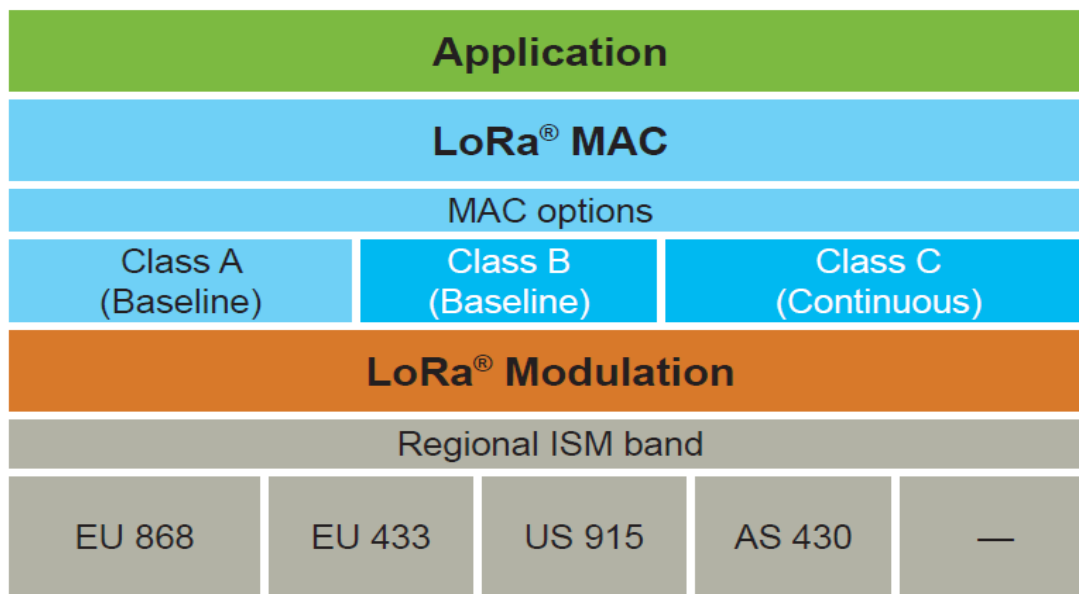 Application
LoRa® MAC
MAC options
Class A
(Baseline)
Class B
(Baseline)
Class C
(Continuous)
LoRa® Modulation
Regional ISM band
EU 868
EU 433
US 915
AS 430
—